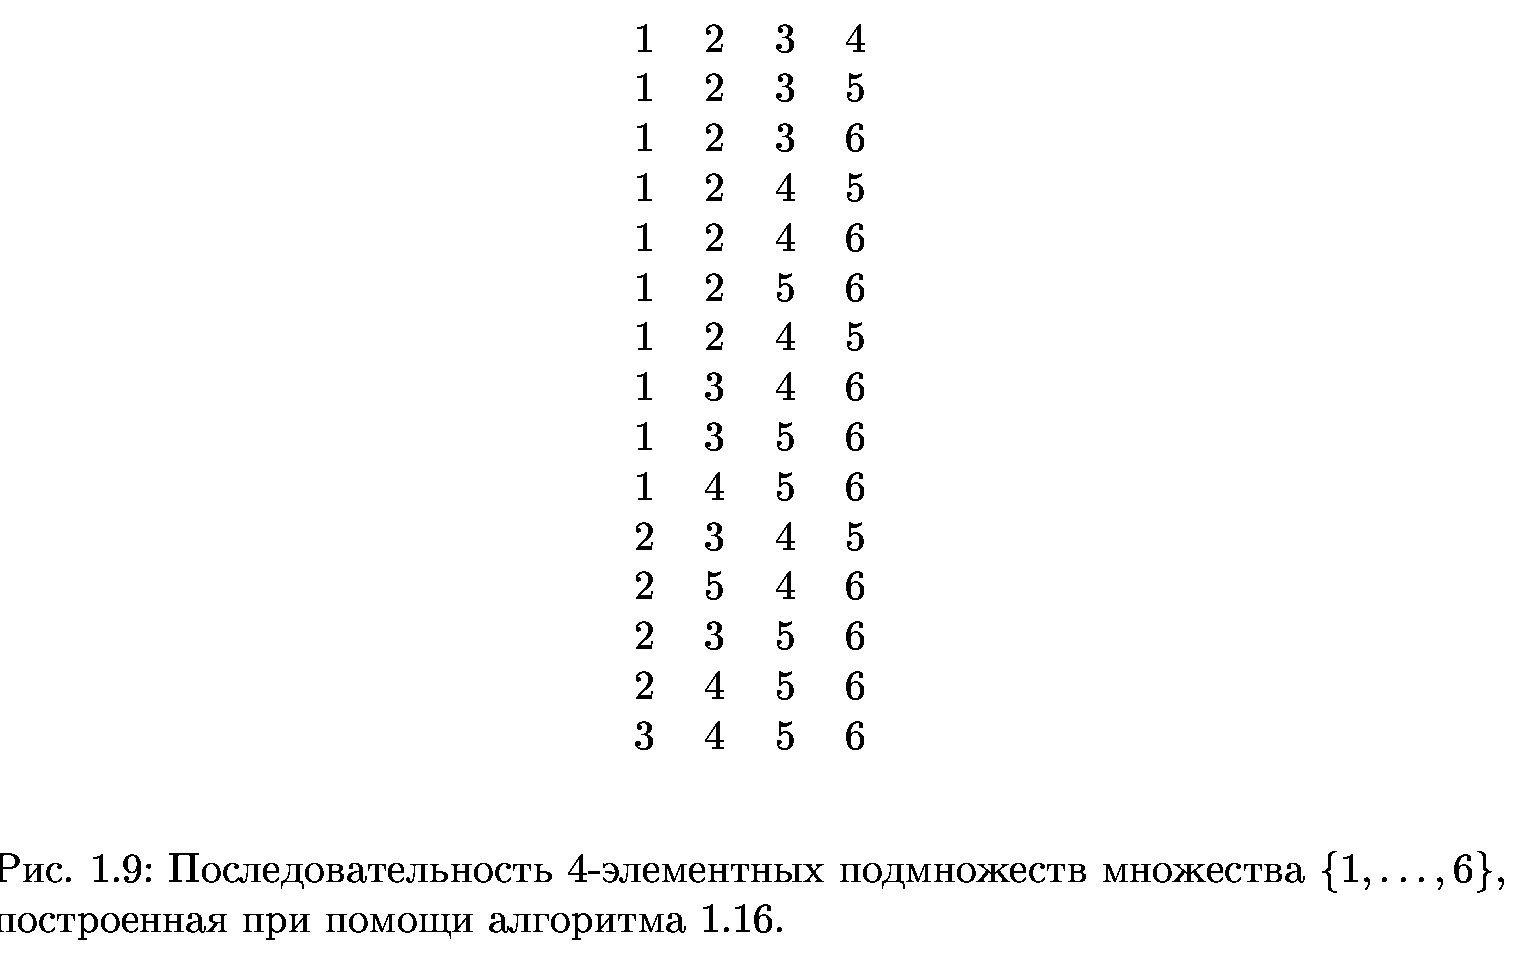 1 2 3 4
1 2 3 5
1 2 3 6
1 2 4 5
1 2 4 6
1 2 5 6
1 2 4 5
1 3 4 6
1 3 5 6
1 4 5 6
2 3 4 5
2 5 4 6
2 3 5 6
2 4 5 6
3 4 5 6
Рис. 1.9: Последовательность 4-элементных подмножеств множества {1, . . . , 6},
построенная при помощи алгоритма 1.16.